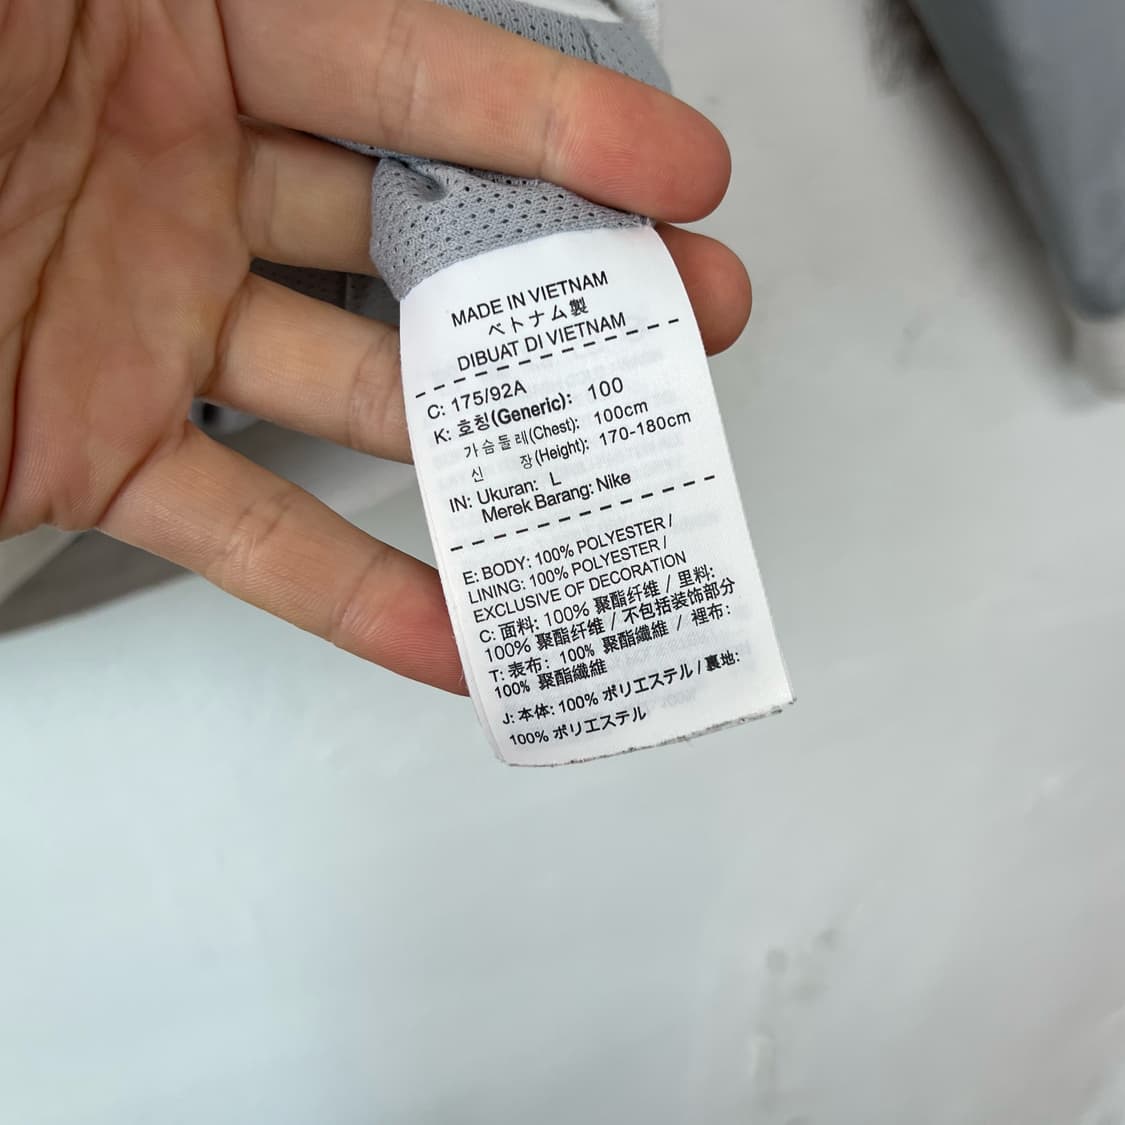 MADE IN VIETNAM
ベトナム製
DIBUAT DI VIETNAM
C: 175/92A
K: 호칭(Generic): 100
가슴둘레(Chest): 100cm
신 장(Height): 170-180cm
IN: Ukuran: L
Merek Barang: Nike
E: BODY: 100% POLYESTER /
LINING: 100% POLYESTER /
EXCLUSIVE OF DECORATION
C: 面料: 100% 聚酯纤维 / 里料:
100% 聚酯纤维 / 不包括装饰部分
T: 表布: 100% 聚酯纖維 / 裡布:
100% 聚酯纖維
J: 本体: 100% ポリエステル / 裏地:
100% ポリエステル